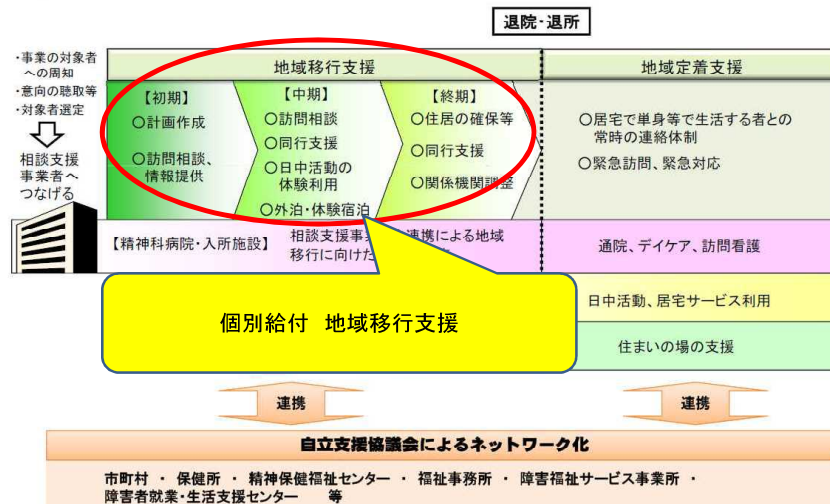 退院・退所
・事業の対象者
への周知
・意向の聴取等
・対象者選定
相談支援
事業者へ
つなげる
地域移行支援
地域定着支援
【初期】
○計画作成
○訪問相談、
情報提供
【中期】
○訪問相談
○同行支援
○日中活動の
体験利用
○外泊・体験宿泊
【終期】
○住居の確保等
○同行支援
○関係機関調整
○居宅で単身等で生活する者との
常時の連絡体制
○緊急訪問、緊急対応
【精神科病院・入所施設】
相談支援事業 連携による地域
移行に向けた
通院、デイケア、訪問看護
個別給付 地域移行支援
日中活動、居宅サービス利用
住まいの場の支援
連携
連携
自立支援協議会によるネットワーク化
市町村 ・ 保健所 ・ 精神保健福祉センター ・ 福祉事務所 ・ 障害福祉サービス事業所 ・
障害者就業・生活支援センター 等